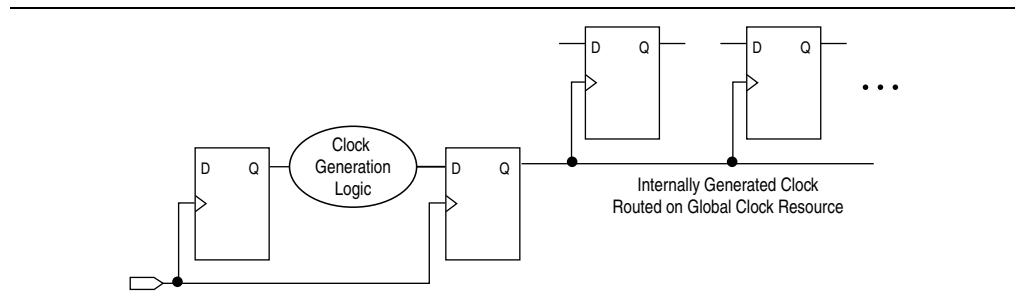 D Q
D Q
D Q
Clock
Generation
Logic
D Q
Internally Generated Clock
Routed on Global Clock Resource